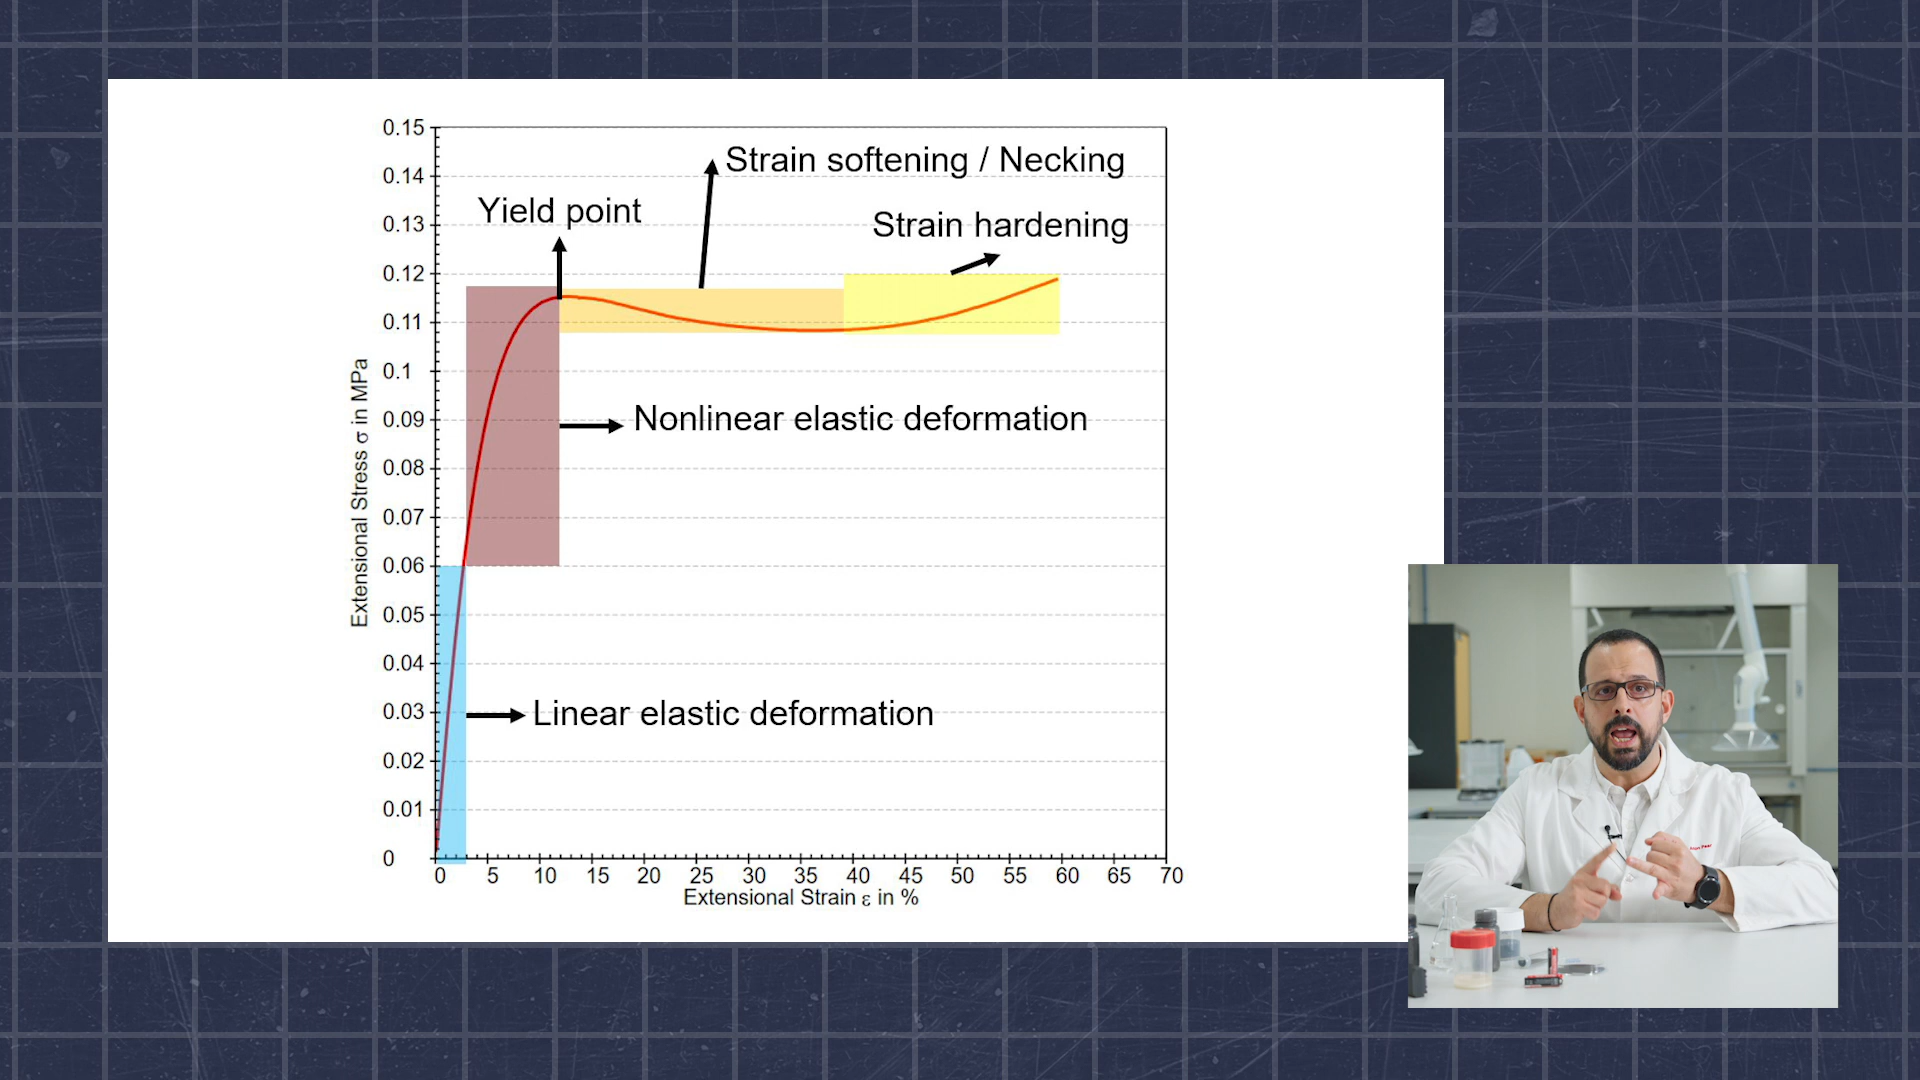 0.15
Strain softening / Necking
0.14
Yield point
0.13
Strain hardening
0.12
0.11
0.1
0.09
Nonlinear elastic deformation
0.08
0.07
0.06
0.05
0.04
0.03
Linear elastic deformation
0.02
0.01
0
Extensional Stress σ in MPa
0 5 10 15 20 25 30 35 40 45 50 55 60 65 70
Extensional Strain ε in %